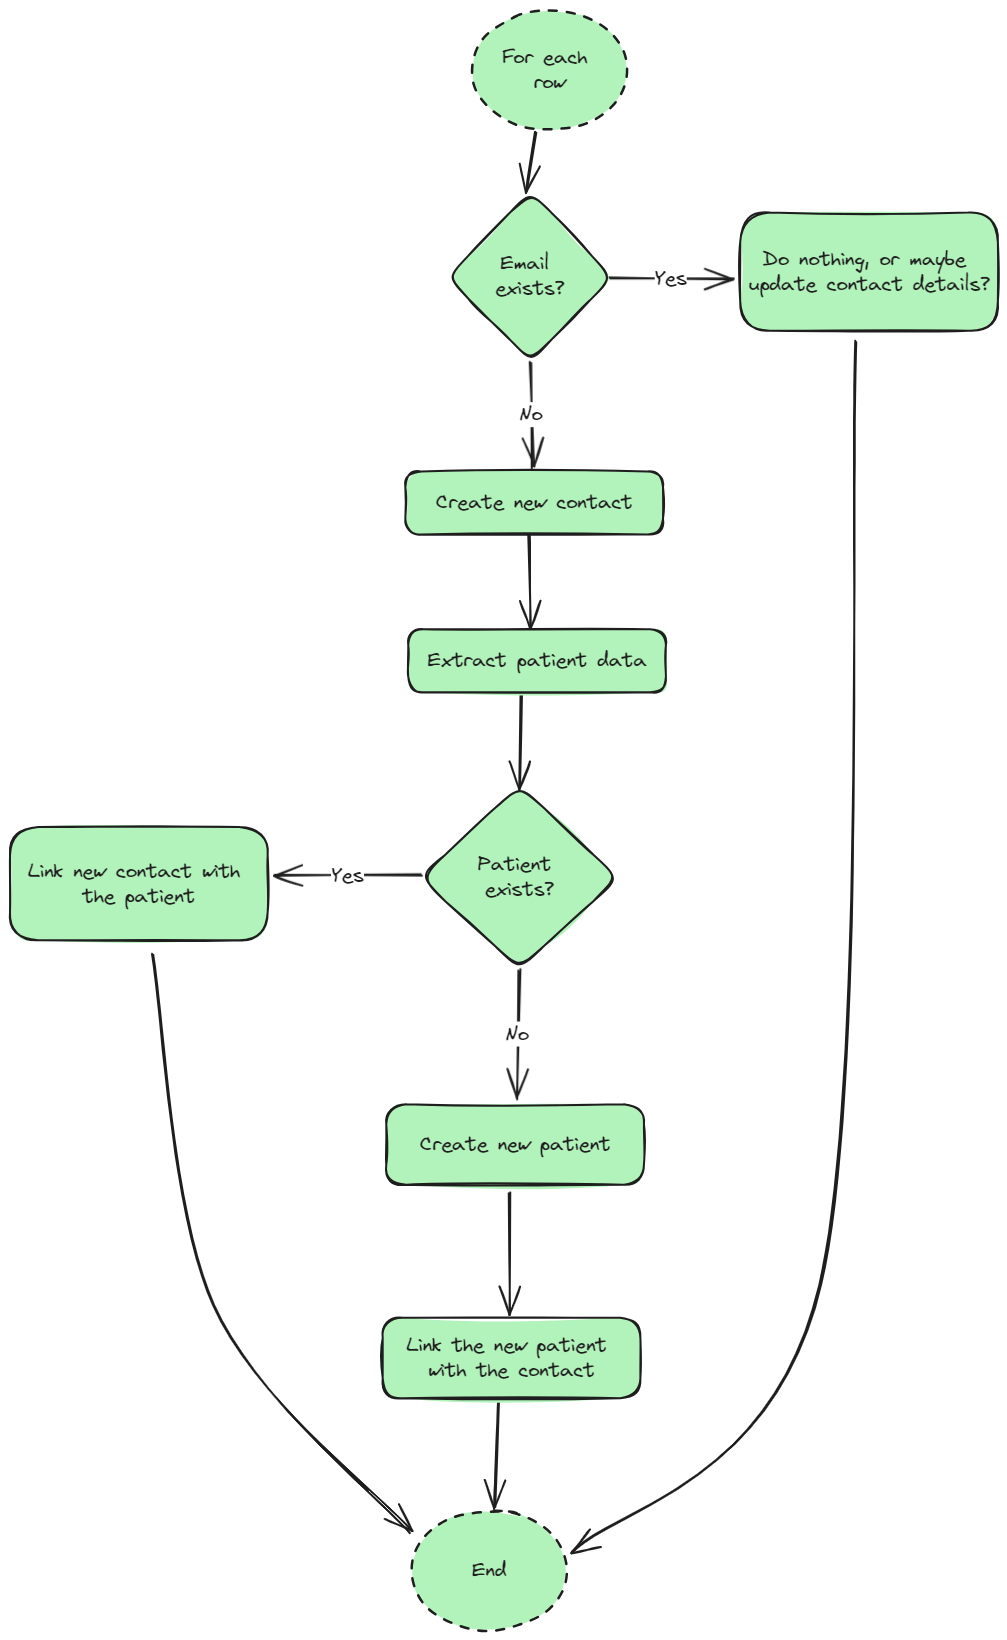 For each
row
Email
exists?
Yes
Do nothing, or maybe
update contact details?
No
Create new contact
Extract patient data
Patient
exists?
Yes
Link new contact with
the patient
No
Create new patient
Link the new patient
with the contact
End